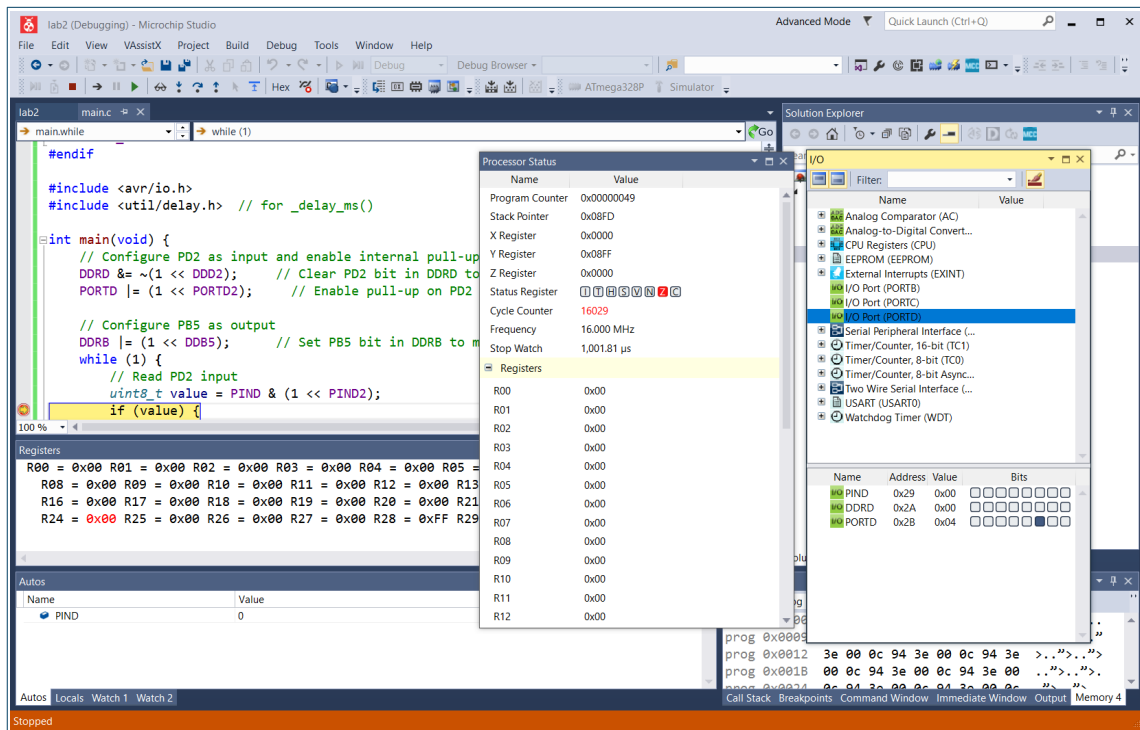 lab2 (Debugging) - Microchip Studio
Advanced Mode
Quick Launch (Ctrl+Q)
File Edit View VAssistX Project Build Debug Tools Window Help
Debug
Debug Browser
Hex
ATmega328P
Simulator
lab2
main.c
main.while
while (1)
Go
#endif
#include <avr/io.h>
#include <util/delay.h> // for _delay_ms()
int main(void) {
// Configure PD2 as input and enable internal pull-up
DDRD &= ~(1 << DDD2); // Clear PD2 bit in DDRD to
PORTD |= (1 << PORTD2); // Enable pull-up on PD2
// Configure PB5 as output
DDRB |= (1 << DDB5); // Set PB5 bit in DDRB to m
while (1) {
// Read PD2 input
uint8_t value = PIND & (1 << PIND2);
if (value) {
100 %
Registers
R00 = 0x00 R01 = 0x00 R02 = 0x00 R03 = 0x00 R04 = 0x00 R05 =
R08 = 0x00 R09 = 0x00 R10 = 0x00 R11 = 0x00 R12 = 0x00 R13
R16 = 0x00 R17 = 0x00 R18 = 0x00 R19 = 0x00 R20 = 0x00 R21
R24 = 0x00 R25 = 0x00 R26 = 0x00 R27 = 0x00 R28 = 0xFF R29
Autos
Name Value
PIND 0
Autos Locals Watch 1 Watch 2
Stopped
Processor Status
Name Value
Program Counter 0x00000049
Stack Pointer 0x08FD
X Register 0x0000
Y Register 0x08FF
Z Register 0x0000
Status Register I T H S V N Z C
Cycle Counter 16029
Frequency 16.000 MHz
Stop Watch 1,001.81 µs
Registers
R00 0x00
R01 0x00
R02 0x00
R03 0x00
R04 0x00
R05 0x00
R06 0x00
R07 0x00
R08 0x00
R09 0x00
R10 0x00
R11 0x00
R12 0x00
Solution Explorer
I/O
Filter:
Name Value
Analog Comparator (AC)
Analog-to-Digital Convert...
CPU Registers (CPU)
EEPROM (EEPROM)
External Interrupts (EXINT)
I/O Port (PORTB)
I/O Port (PORTC)
I/O Port (PORTD)
Serial Peripheral Interface (...
Timer/Counter, 16-bit (TC1)
Timer/Counter, 8-bit (TC0)
Timer/Counter, 8-bit Async...
Two Wire Serial Interface (...
USART (USART0)
Watchdog Timer (WDT)
Name Address Value Bits
PIND 0x29 0x00
DDRD 0x2A 0x00
PORTD 0x2B 0x04
prog 0x0009
prog 0x0012 3e 00 0c 94 3e 00 0c 94 3e >..”>..”>
prog 0x001B 00 0c 94 3e 00 0c 94 3e 00 ..”>..”>.
Call Stack Breakpoints Command Window Immediate Window Output Memory 4